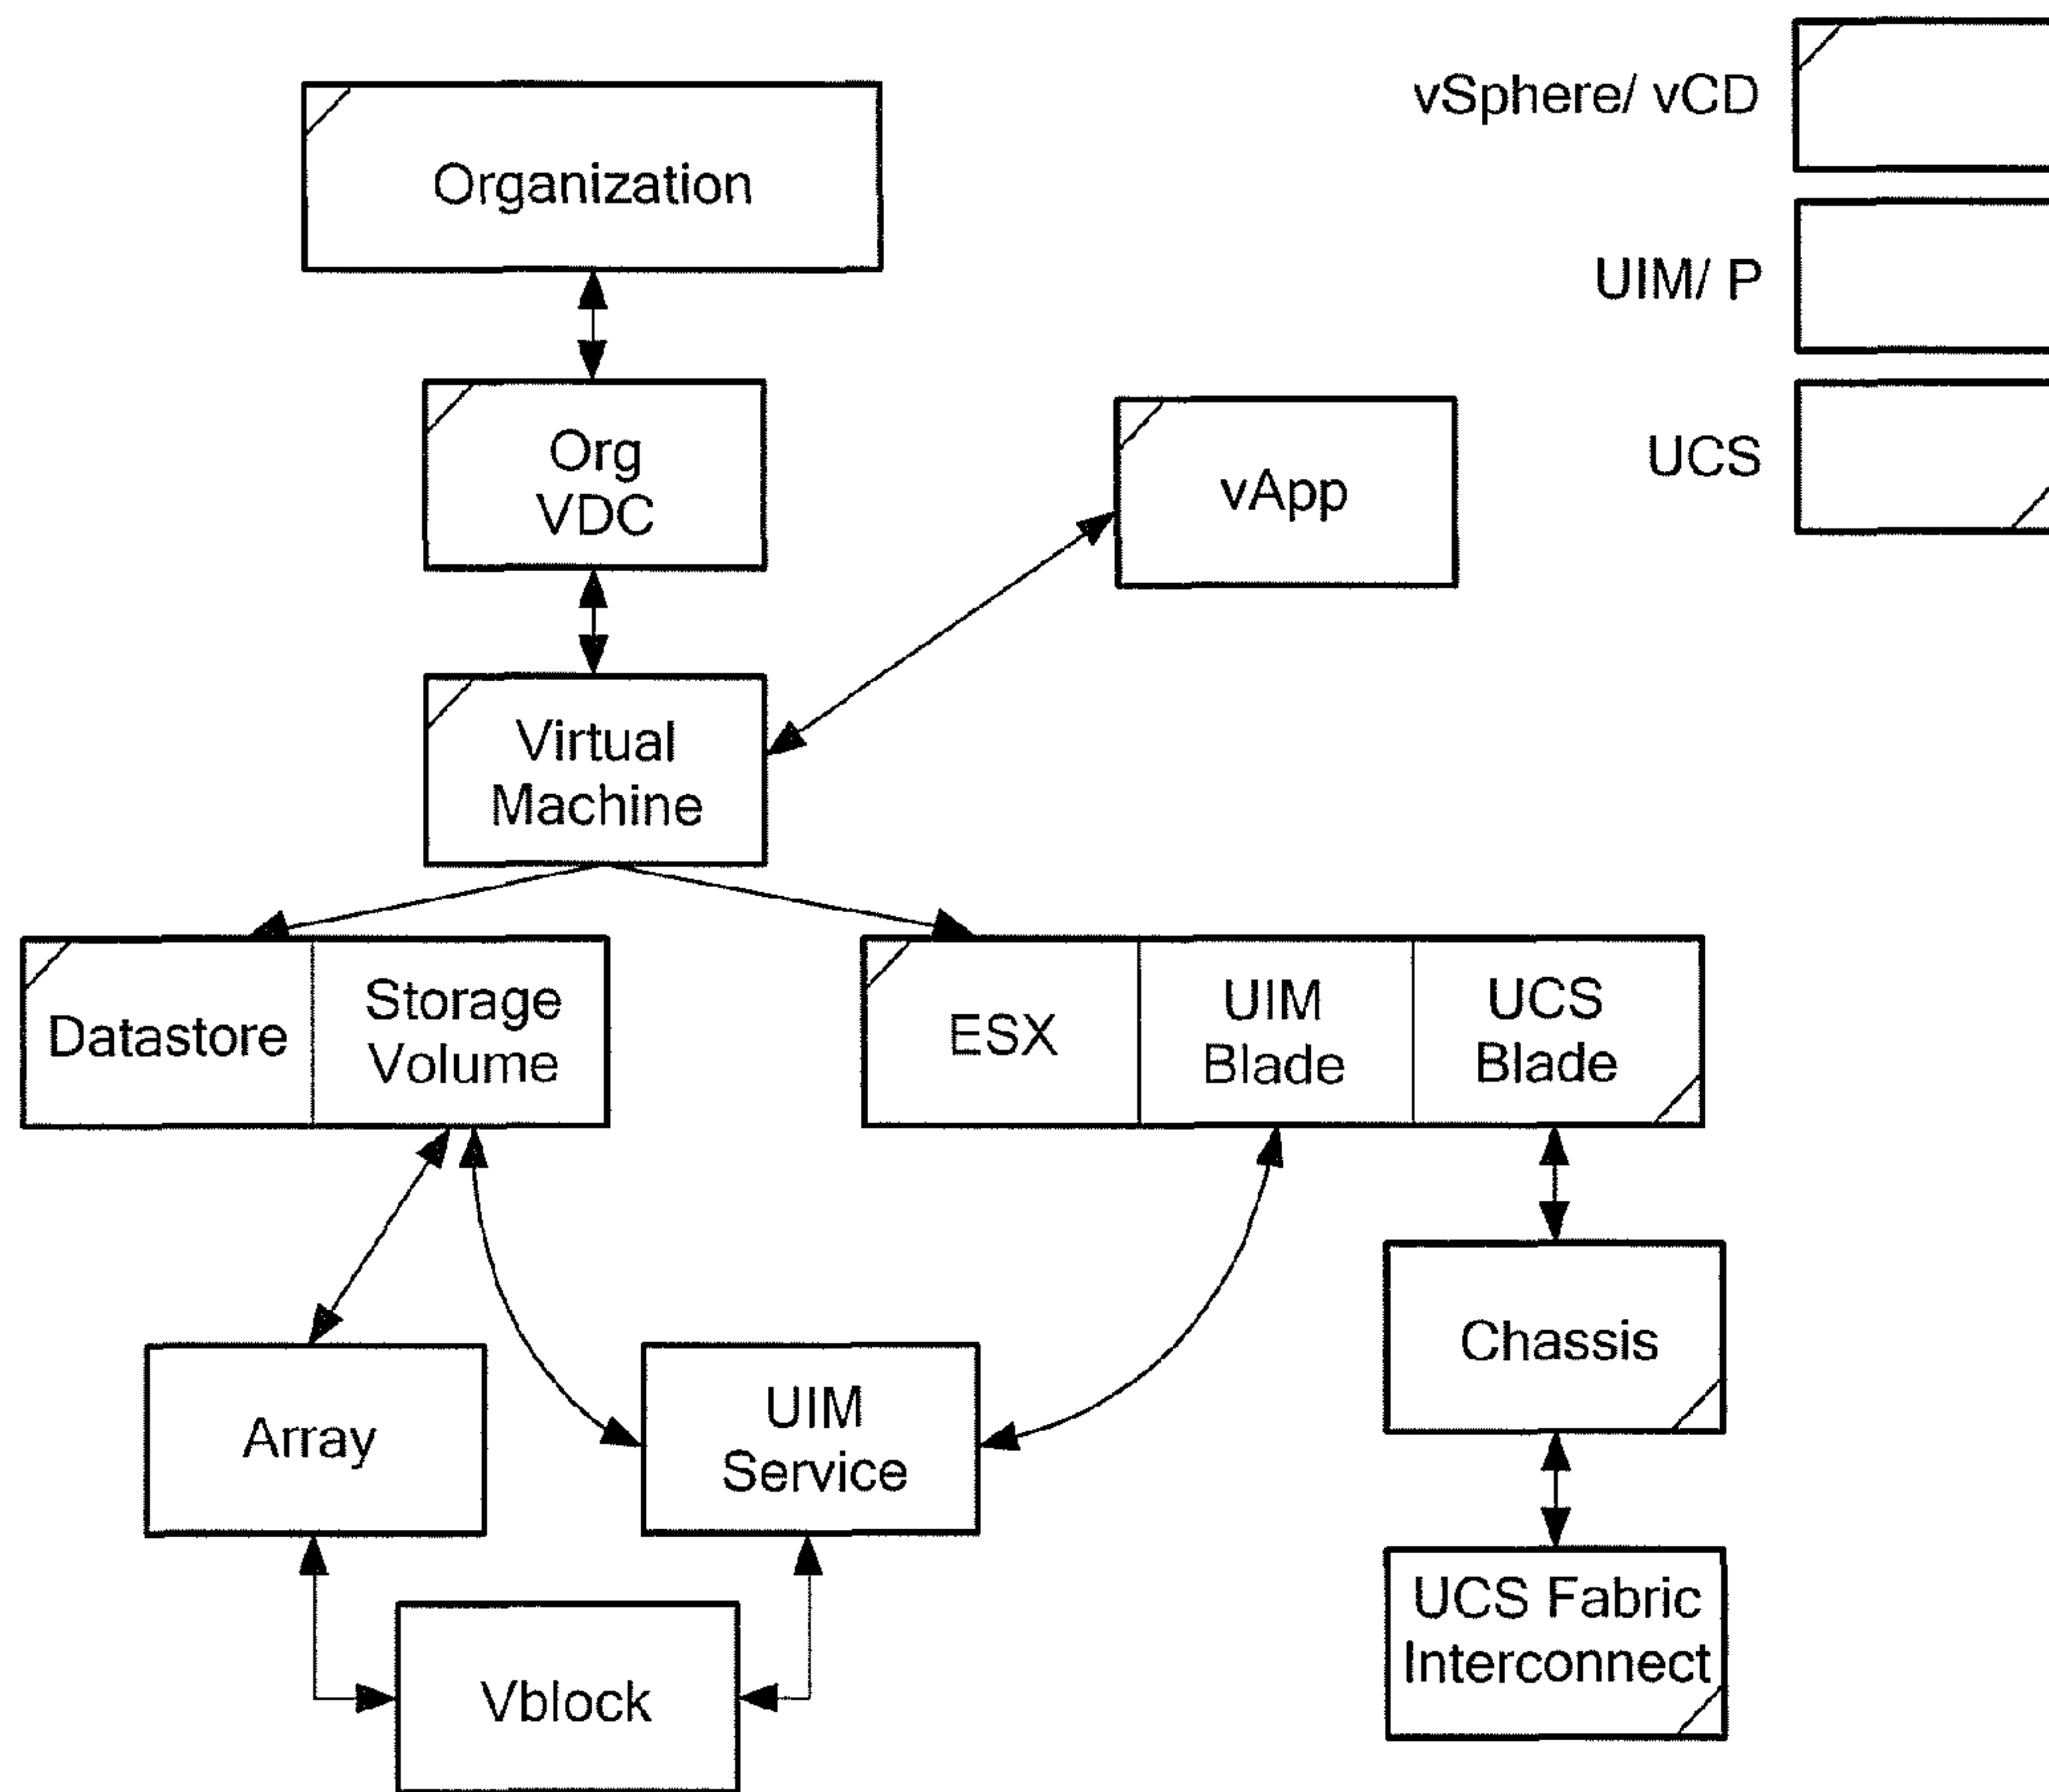 vSphere/ vCD
Organization
UIM/ P
Org
VDC
vApp
UCS
Virtual
Machine
Datastore
Storage
Volume
ESX
UIM
Blade
UCS
Blade
Array
UIM
Service
Chassis
Vblock
UCS Fabric
Interconnect